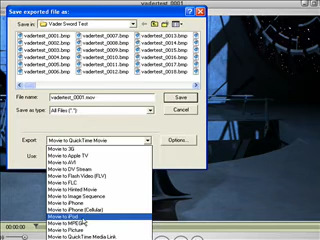 vadertest_0001
Save exported file as:
Save in: Vader Sword Test
vadertest_0001.bmp vadertest_0007.bmp vadertest_0013.bmp
vadertest_0002.bmp vadertest_0008.bmp vadertest_0014.bmp
vadertest_0003.bmp vadertest_0009.bmp vadertest_0015.bmp
vadertest_0004.bmp vadertest_0010.bmp vadertest_0016.bmp
vadertest_0005.bmp vadertest_0011.bmp vadertest_0017.bmp
vadertest_0006.bmp vadertest_0012.bmp vadertest_0018.bmp
File name: vadertest_0001.mov Save
Save as type: All Files (*.*) Cancel
Export Movie to QuickTime Movie Options...
Use:
Movie to 3G
Movie to Apple TV
Movie to AVI
Movie to DV Stream
Movie to Flash Video (FLV)
Movie to FLC
Movie to Hinted Movie
Movie to Image Sequence
Movie to iPhone
Movie to iPhone (Cellular)
Movie to iPod
Movie to MPEG-4
Movie to Picture
Movie to QuickTime Media Link
00:00:00